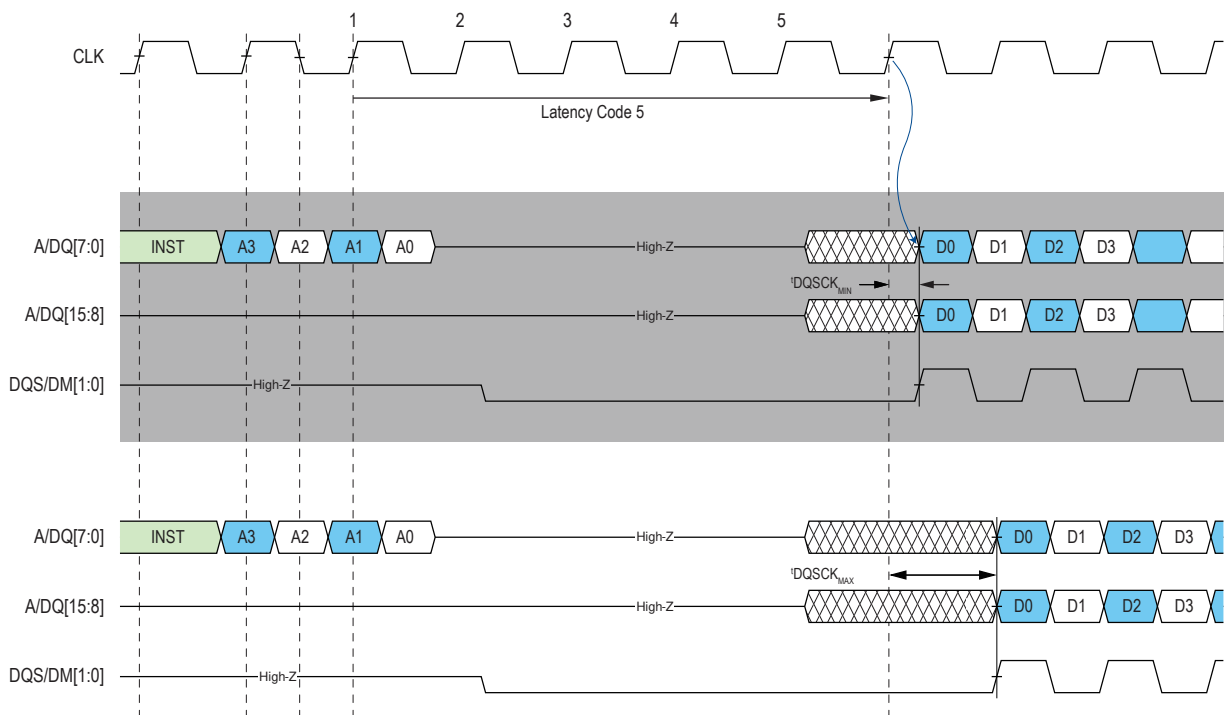 1 2 3 4 5
CLK
Latency Code 5
A/DQ[7:0] INST A3 A2 A1 A0 High-Z D0 D1 D2 D3
tDQSCKMIN
A/DQ[15:8] High-Z D0 D1 D2 D3
DQS/DM[1:0] High-Z
A/DQ[7:0] INST A3 A2 A1 A0 High-Z D0 D1 D2 D3
tDQSCKMAX
A/DQ[15:8] High-Z D0 D1 D2 D3
DQS/DM[1:0] High-Z